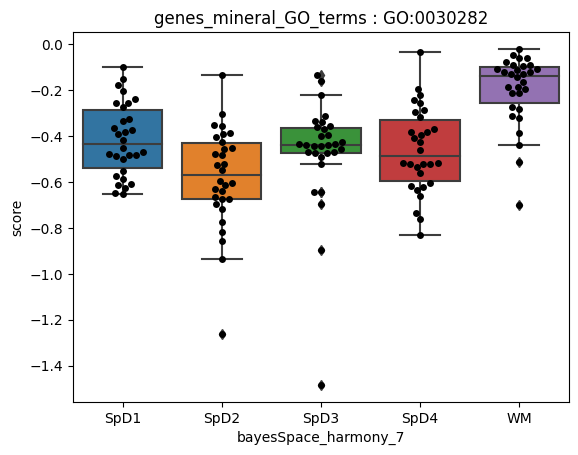 genes_mineral_GO_terms : GO:0030282
0.0
−0.2
−0.4
−0.6
−0.8
−1.0
−1.2
−1.4
score
SpD1 SpD2 SpD3 SpD4 WM
bayesSpace_harmony_7